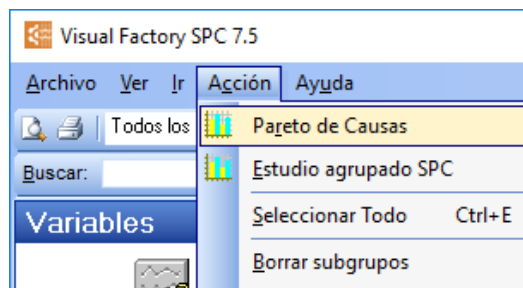 Visual Factory SPC 7.5
Archivo Ver Ir Acción Ayuda
Todos los
Pareto de Causas
Buscar:
Estudio agrupado SPC
Variables
Seleccionar Todo Ctrl+E
Borrar subgrupos